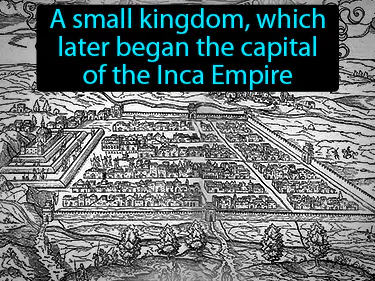 A small kingdom, which
later began the capital
of the Inca Empire